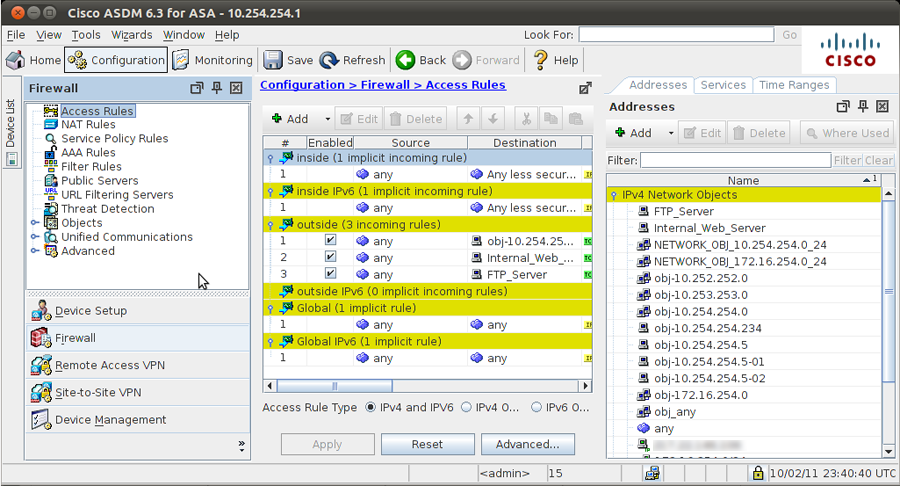 Cisco ASDM 6.3 for ASA - 10.254.254.1
File View Tools Wizards Window Help
Look For: Go
Home Configuration Monitoring Save Refresh Back Forward Help
CISCO
Device List
Firewall
Access Rules
NAT Rules
Service Policy Rules
AAA Rules
Filter Rules
Public Servers
URL Filtering Servers
Threat Detection
Objects
Unified Communications
Advanced
Device Setup
Firewall
Remote Access VPN
Site-to-Site VPN
Device Management
Configuration > Firewall > Access Rules
Add Edit Delete
# Enabled Source Destination
inside (1 implicit incoming rule)
1 any Any less secur...
inside IPv6 (1 implicit incoming rule)
1 any Any less secur...
outside (3 incoming rules)
1 any obj-10.254.25...
2 any Internal_Web_...
3 any FTP_Server
outside IPv6 (0 implicit incoming rules)
Global (1 implicit rule)
1 any any
Global IPv6 (1 implicit rule)
1 any any
Access Rule Type IPv4 and IPV6 IPv4 O... IPv6 O...
Apply Reset Advanced...
Addresses Services Time Ranges
Addresses
Add Edit Delete Where Used
Filter: Filter Clear
Name 1
IPv4 Network Objects
FTP_Server
Internal_Web_Server
NETWORK_OBJ_10.254.254.0_24
NETWORK_OBJ_172.16.254.0_24
obj-10.252.252.0
obj-10.253.253.0
obj-10.254.254.0
obj-10.254.254.234
obj-10.254.254.5
obj-10.254.254.5-01
obj-10.254.254.5-02
obj-172.16.254.0
obj_any
any
<admin> 15 10/02/11 23:40:40 UTC